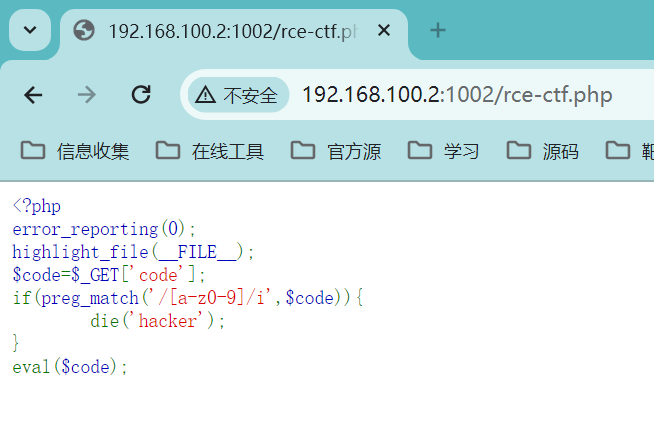 192.168.100.2:1002/rce-ctf.ph
不安全 192.168.100.2:1002/rce-ctf.php
信息收集 在线工具 官方源 学习 源码 靶
<?php
error_reporting(0);
highlight_file(__FILE__);
$code=$_GET['code'];
if(preg_match('/[a-z0-9]/i',$code)){
        die('hacker');
}
eval($code);